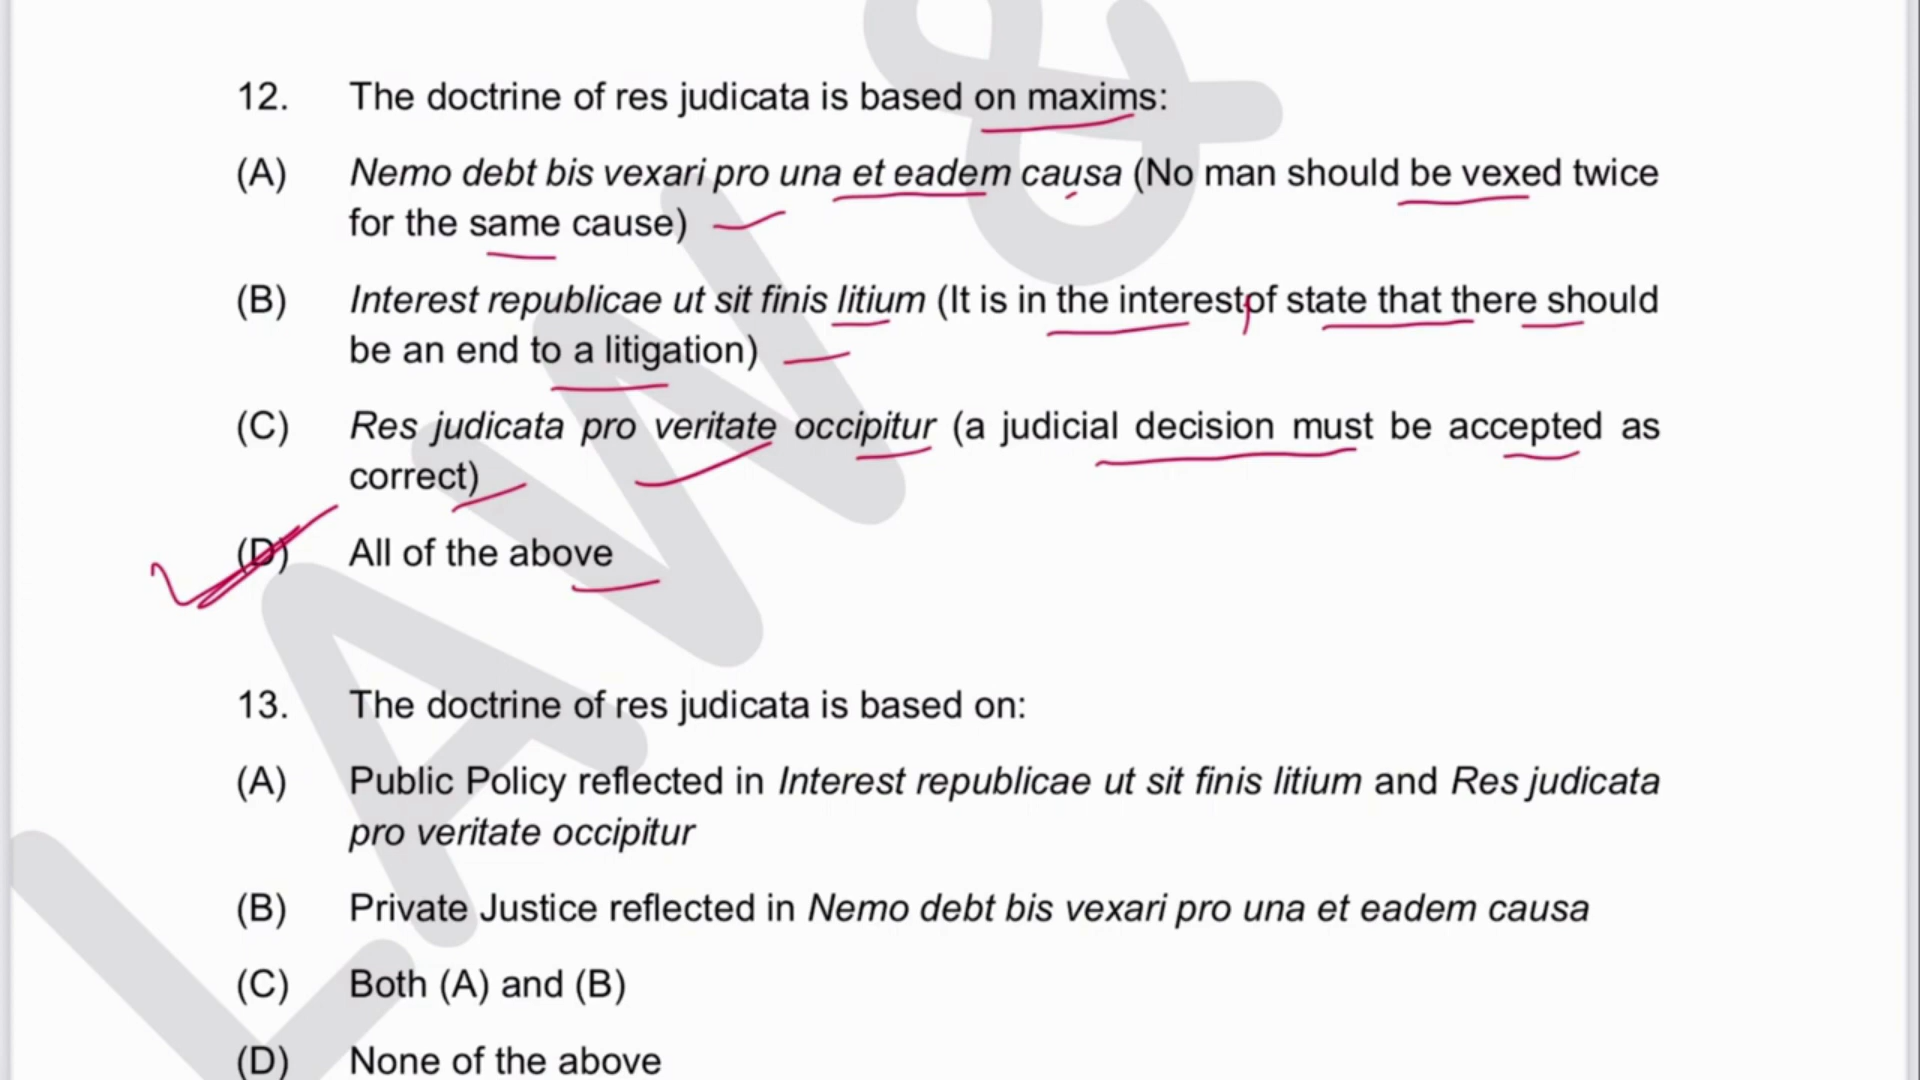 12. The doctrine of res judicata is based on maxims:
(A) Nemo debt bis vexari pro una et eadem causa (No man should be vexed twice
for the same cause)
(B) Interest republicae ut sit finis litium (It is in the interest of state that there should
be an end to a litigation)
(C) Res judicata pro veritate occipitur (a judicial decision must be accepted as
correct)
(D) All of the above
13. The doctrine of res judicata is based on:
(A) Public Policy reflected in Interest republicae ut sit finis litium and Res judicata
pro veritate occipitur
(B) Private Justice reflected in Nemo debt bis vexari pro una et eadem causa
(C) Both (A) and (B)
(D) None of the above
LAW &